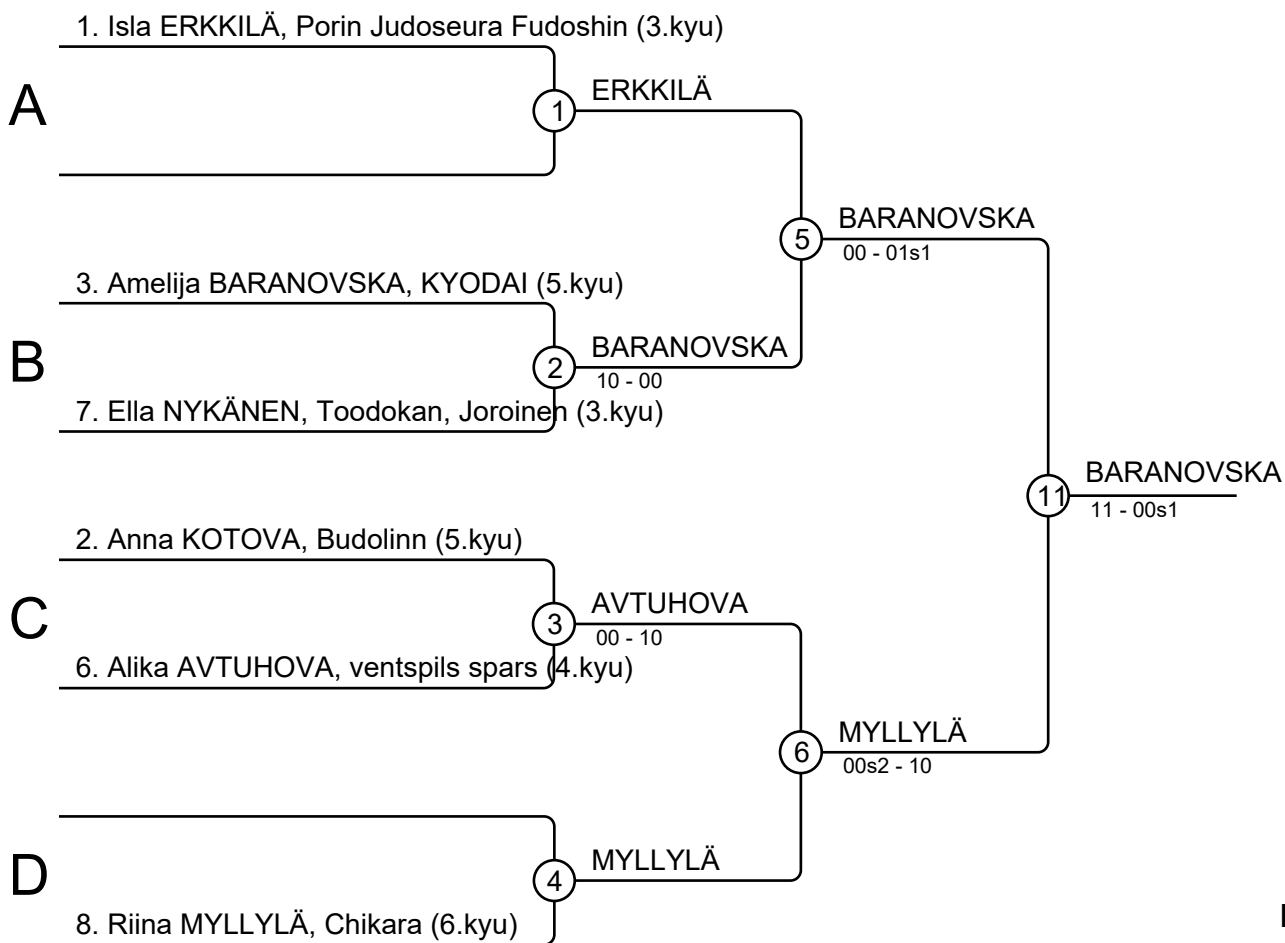 1. Isla ERKKILÄ, Porin Judoseura Fudoshin (3.kyu)
A
1
ERKKILÄ
5
BARANOVSKA
00 - 01s1
3. Amelija BARANOVSKA, KYODAI (5.kyu)
B
2
BARANOVSKA
10 - 00
7. Ella NYKÄNEN, Toodokan, Joroinen (3.kyu)
11
BARANOVSKA
11 - 00s1
2. Anna KOTOVA, Budolinn (5.kyu)
C
3
AVTUHOVA
00 - 10
6. Alika AVTUHOVA, ventspils spars (4.kyu)
6
MYLLYLÄ
00s2 - 10
D
4
MYLLYLÄ
8. Riina MYLLYLÄ, Chikara (6.kyu)